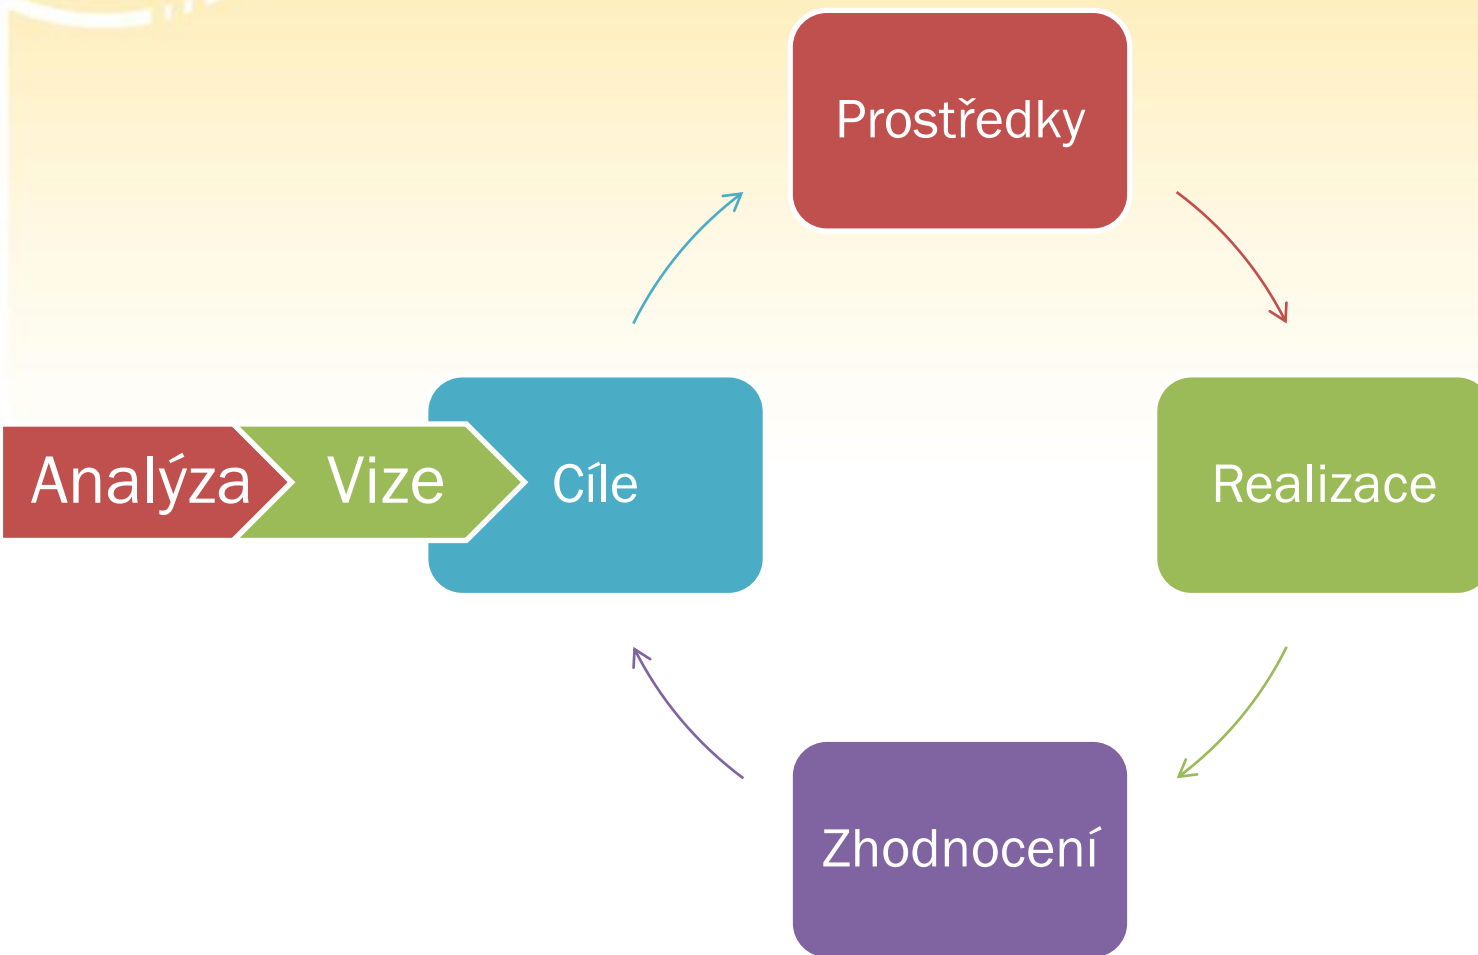 Prostředky
Analýza
Vize
Cíle
Realizace
Zhodnocení